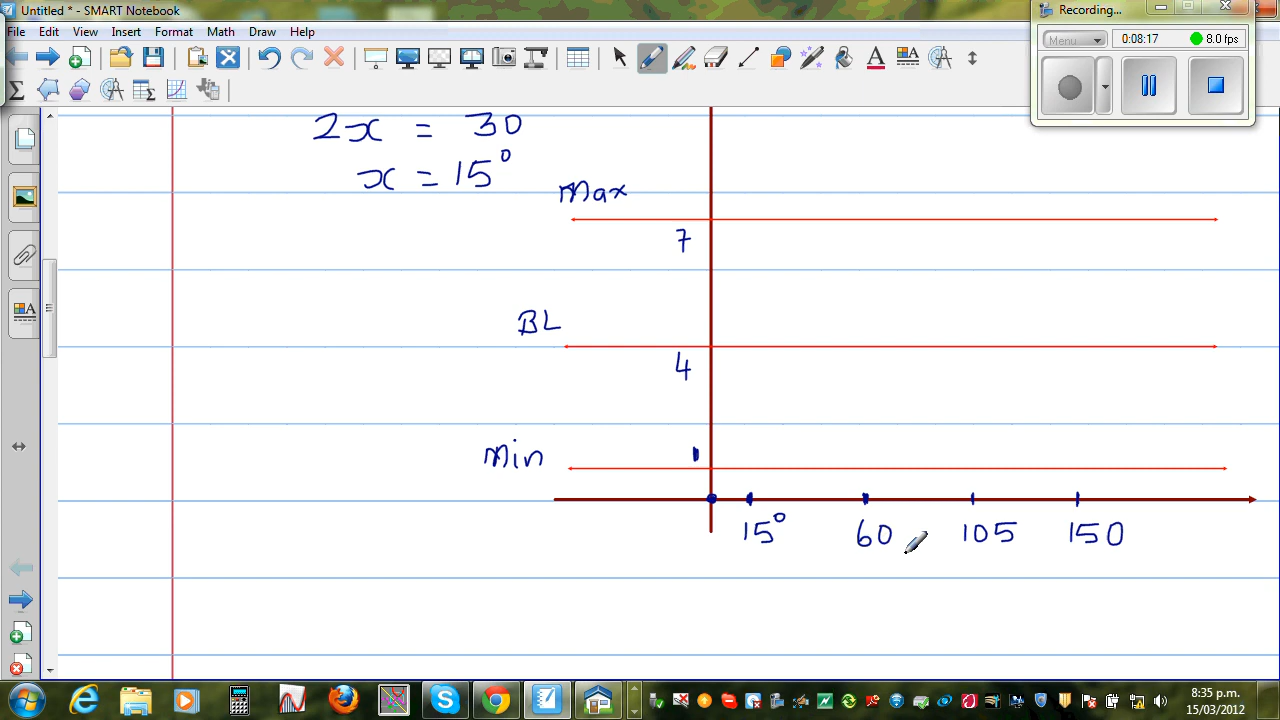 Untitled * - SMART Notebook
File Edit View Insert Format Math Draw Help
Recording...
Menu 0:08:17 8.0 fps
2x = 30
x = 15°
Max
7
BL
4
Min
1
15° 60 105 150
8:35 p.m.
15/03/2012